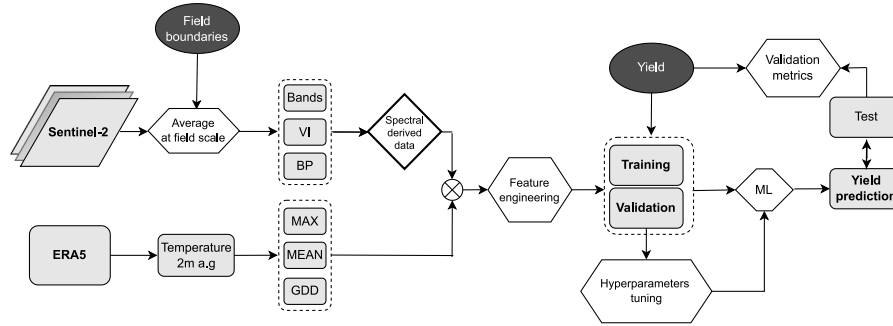 Field
boundaries
Sentinel-2
Average
at field scale
Bands
VI
BP
Spectral
derived
data
ERA5
Temperature
2m a.g
MAX
MEAN
GDD
Feature
engineering
Yield
Training
Validation
Hyperparameters
tuning
ML
Validation
metrics
Test
Yield
prediction